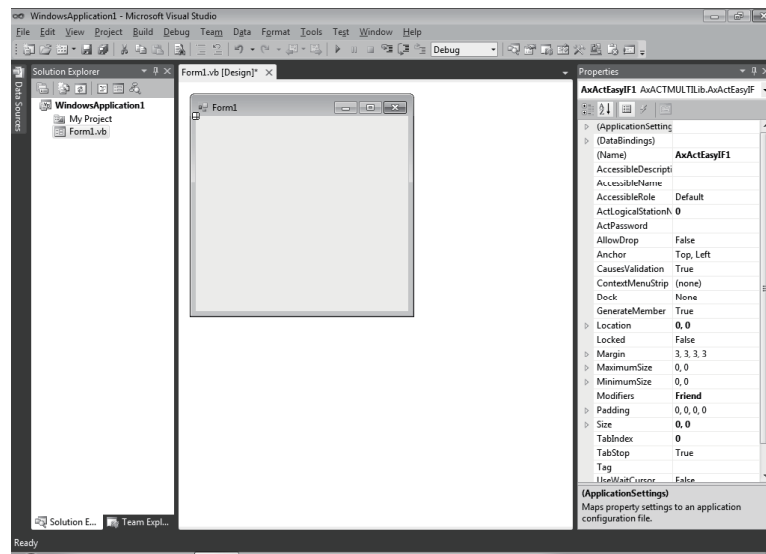 WindowsApplication1 - Microsoft Visual Studio
File Edit View Project Build Debug Team Data Format Tools Test Window Help
Debug
Data Sources
Solution Explorer
WindowsApplication1
My Project
Form1.vb
Solution E... Team Expl...
Form1.vb [Design]*
Form1
Properties
AxActEasyIF1 AxACTMULTILib.AxActEasyIF
(ApplicationSetting
(DataBindings)
(Name) AxActEasyIF1
AccessibleDescripti
AccessibleName
AccessibleRole Default
ActLogicalStationN 0
ActPassword
AllowDrop False
Anchor Top, Left
CausesValidation True
ContextMenuStrip (none)
Dock None
GenerateMember True
Location 0, 0
Locked False
Margin 3, 3, 3, 3
MaximumSize 0, 0
MinimumSize 0, 0
Modifiers Friend
Padding 0, 0, 0, 0
Size 0, 0
TabIndex 0
TabStop True
Tag
UseWaitCursor False
(ApplicationSettings)
Maps property settings to an application
configuration file.
Ready